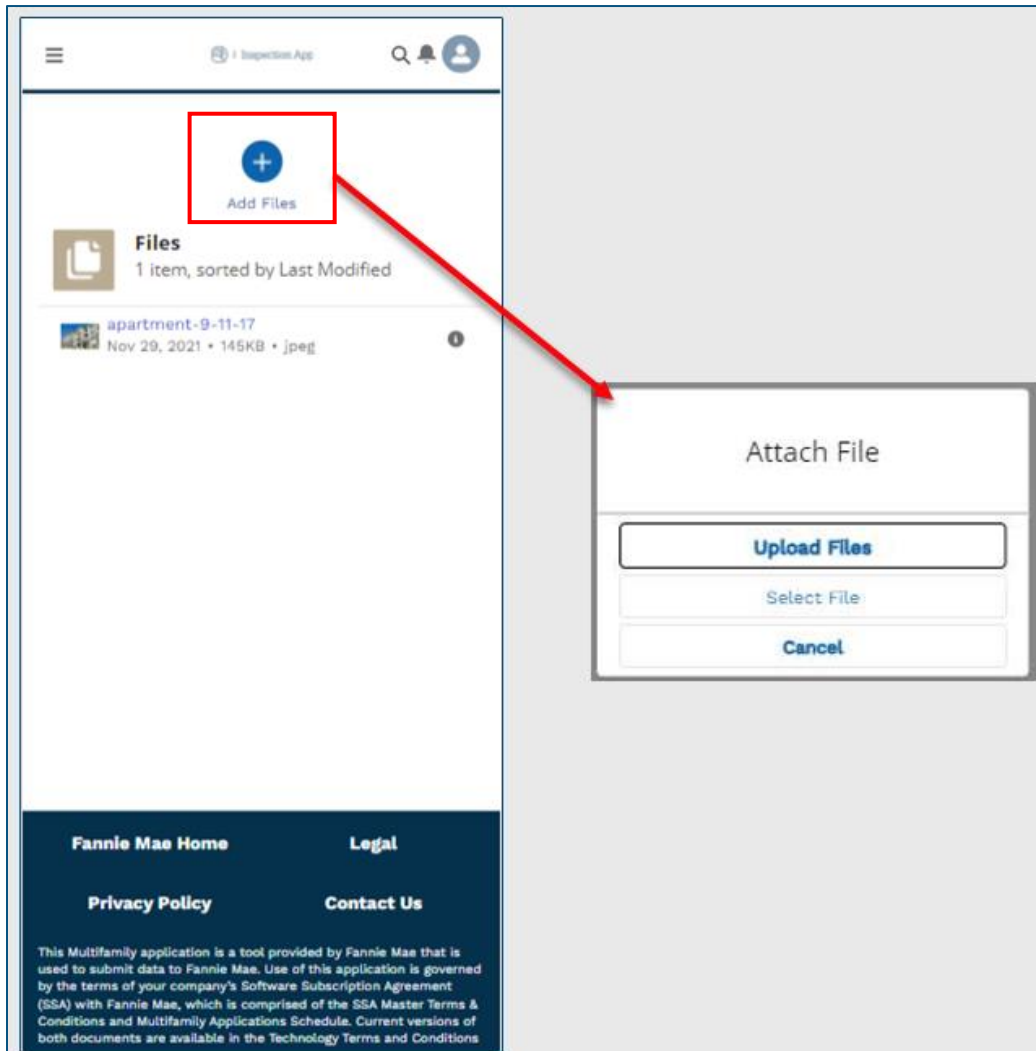 Inspection App
Add Files
Files
1 item, sorted by Last Modified
apartment-9-11-17
Nov 29, 2021 • 145KB • jpeg
Attach File
Upload Files
Select File
Cancel
Fannie Mae Home Legal
Privacy Policy Contact Us
This Multifamily application is a tool provided by Fannie Mae that is
used to submit data to Fannie Mae. Use of this application is governed
by the terms of your company's Software Subscription Agreement
(SSA) with Fannie Mae, which is comprised of the SSA Master Terms &
Conditions and Multifamily Applications Schedule. Current versions of
both documents are available in the Technology Terms and Conditions